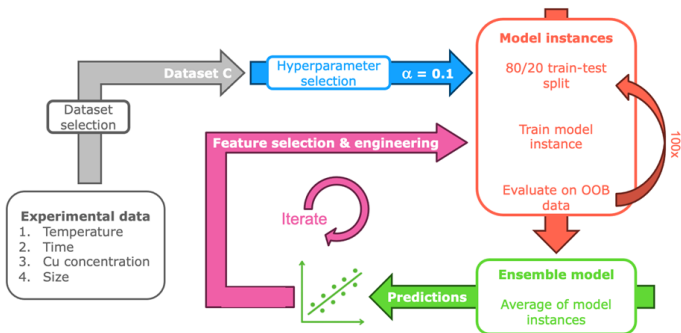 Dataset C
Hyperparameter
selection
α = 0.1
Model instances
80/20 train-test
split
Train model
instance
Evaluate on OOB
data
100x
Dataset
selection
Feature selection & engineering
Iterate
Experimental data
1. Temperature
2. Time
3. Cu concentration
4. Size
Predictions
Ensemble model
Average of model
instances